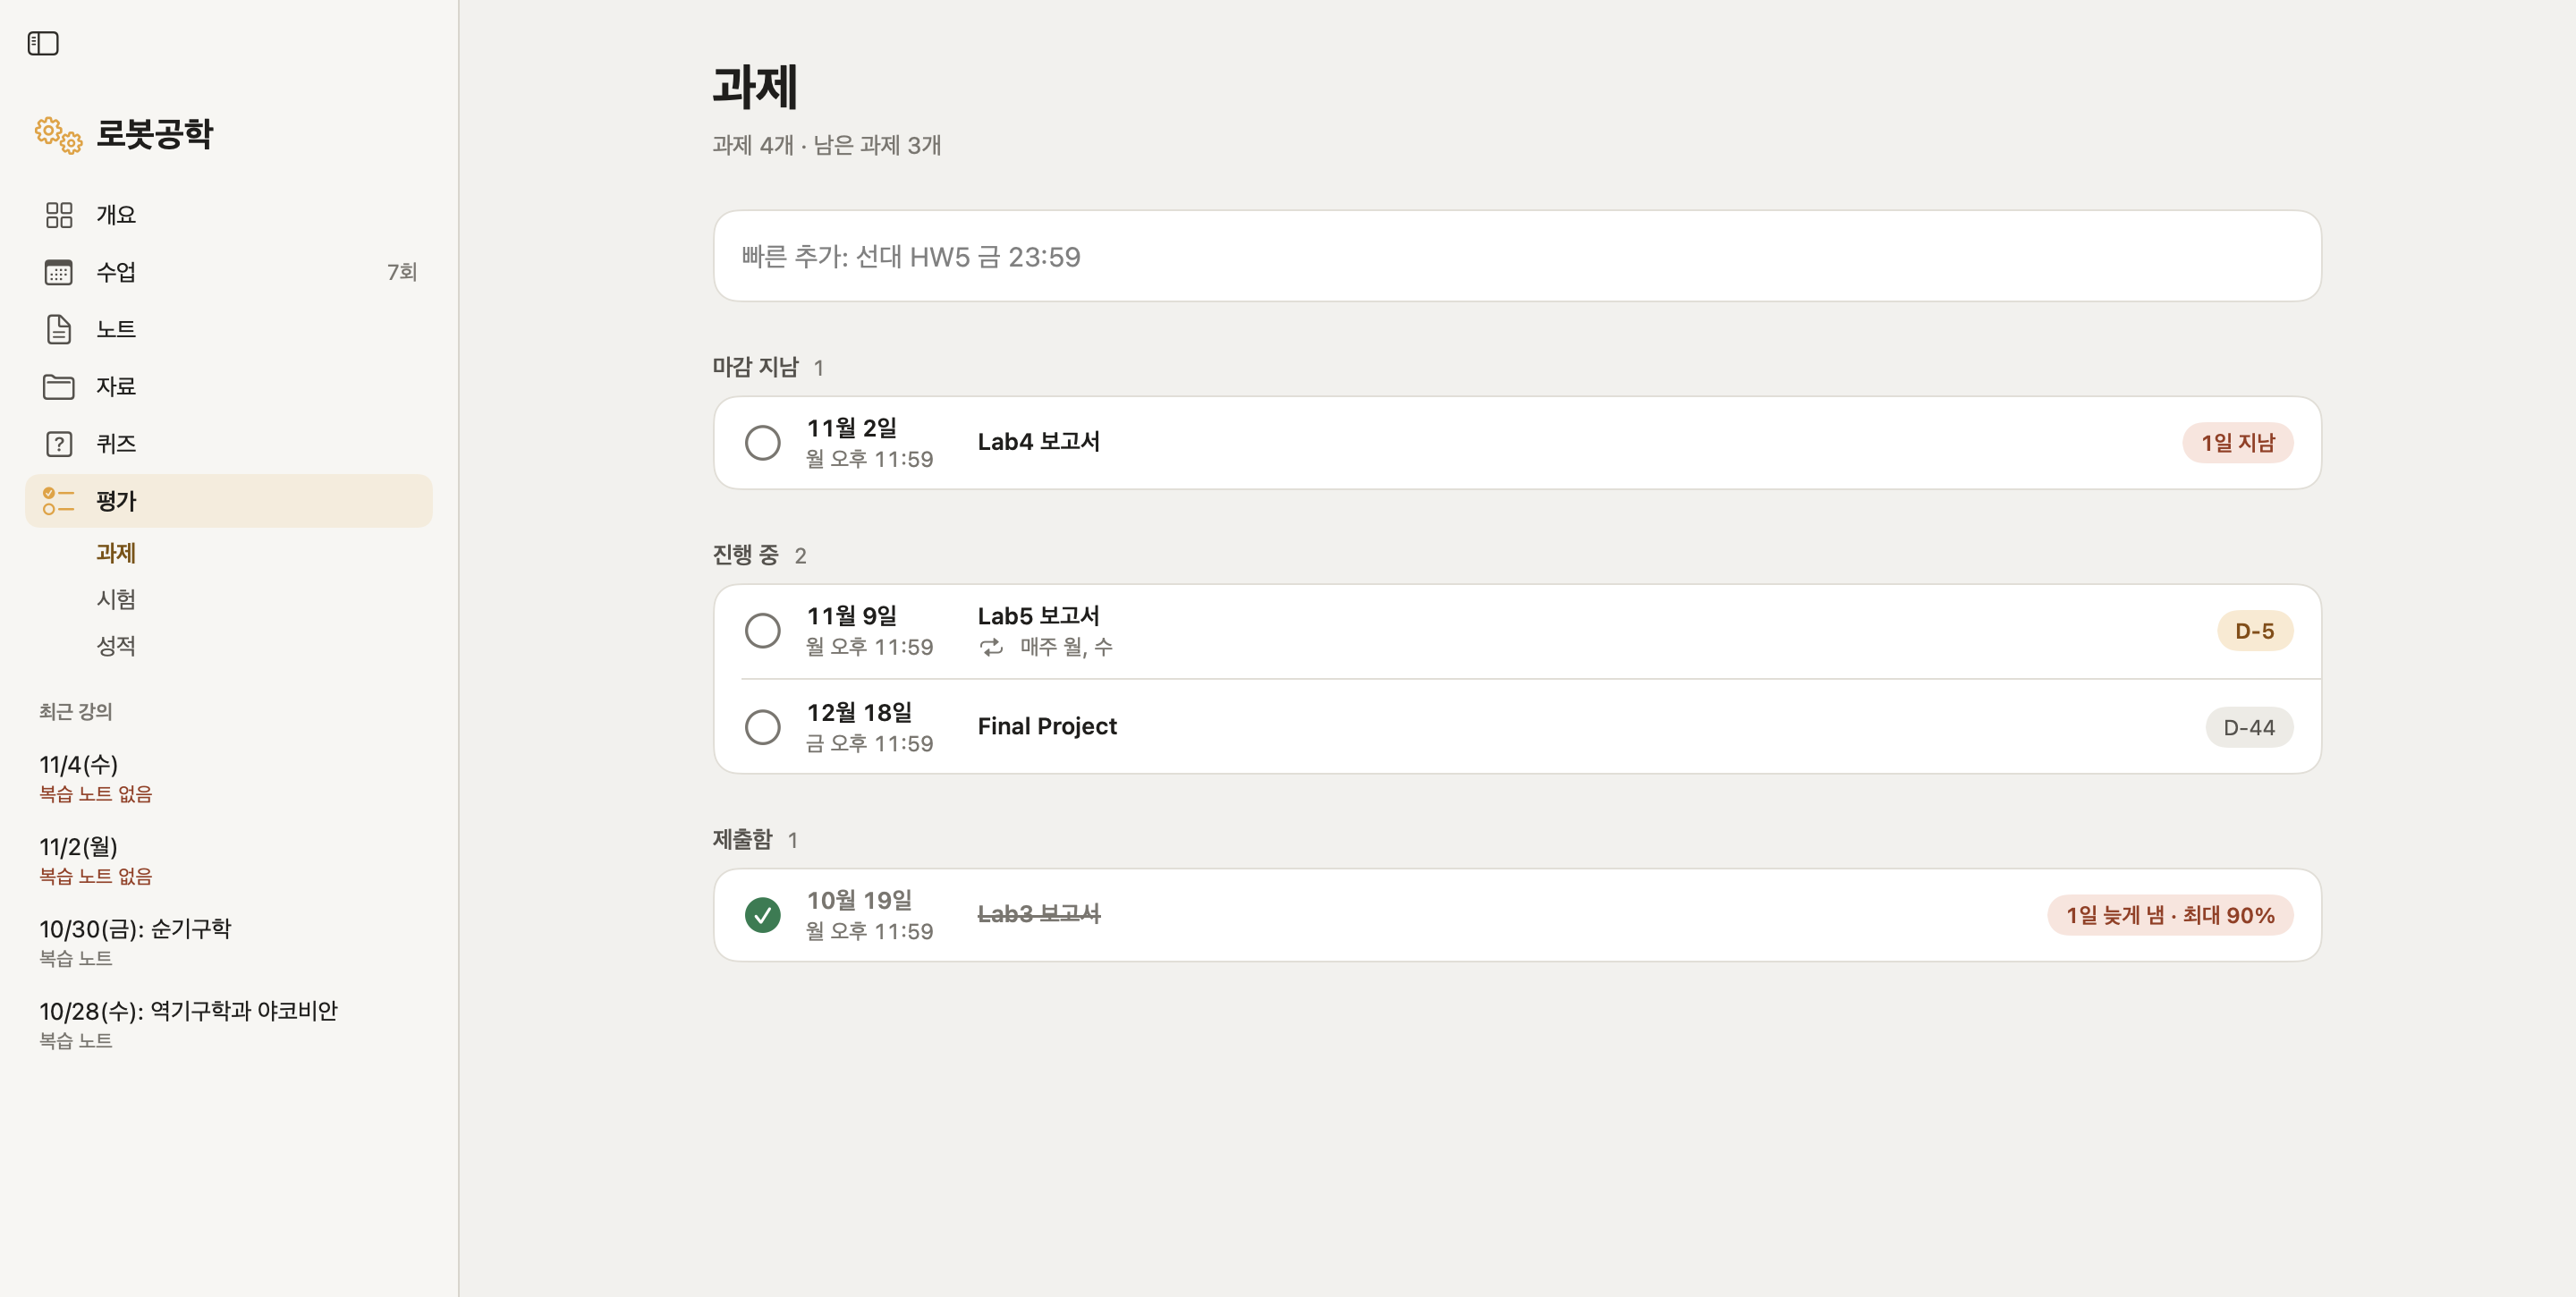 로봇공학
개요
수업 7회
노트
자료
퀴즈
평가
과제
시험
성적
최근 강의
11/4(수)
복습 노트 없음
11/2(월)
복습 노트 없음
10/30(금): 순기구학
복습 노트
10/28(수): 역기구학과 야코비안
복습 노트
과제
과제 4개 · 남은 과제 3개
빠른 추가: 선대 HW5 금 23:59
마감 지남 1
11월 2일
월 오후 11:59
Lab4 보고서
1일 지남
진행 중 2
11월 9일
월 오후 11:59
Lab5 보고서
매주 월, 수
D-5
12월 18일
금 오후 11:59
Final Project
D-44
제출함 1
10월 19일
월 오후 11:59
Lab3 보고서
1일 늦게 냄 · 최대 90%